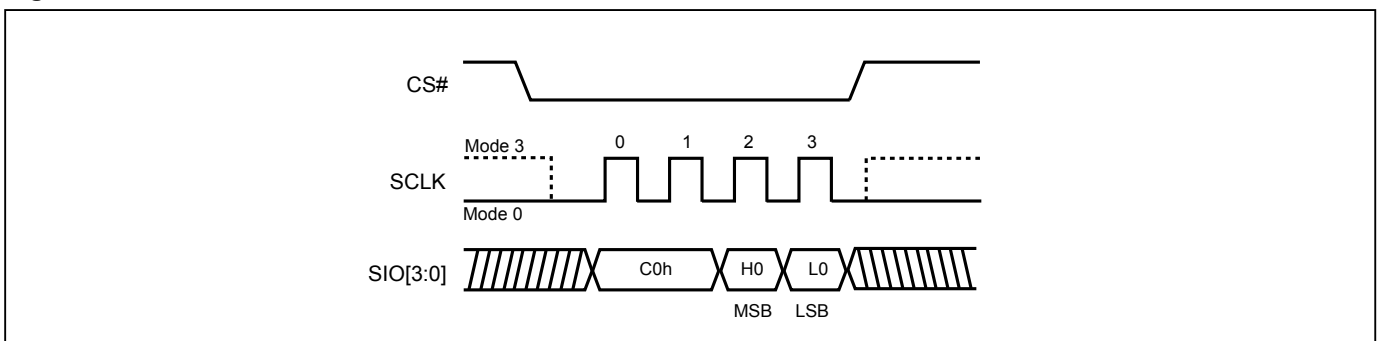 CS#
Mode 3
0 1 2 3
SCLK
Mode 0
SIO[3:0]
C0h H0 L0
MSB LSB